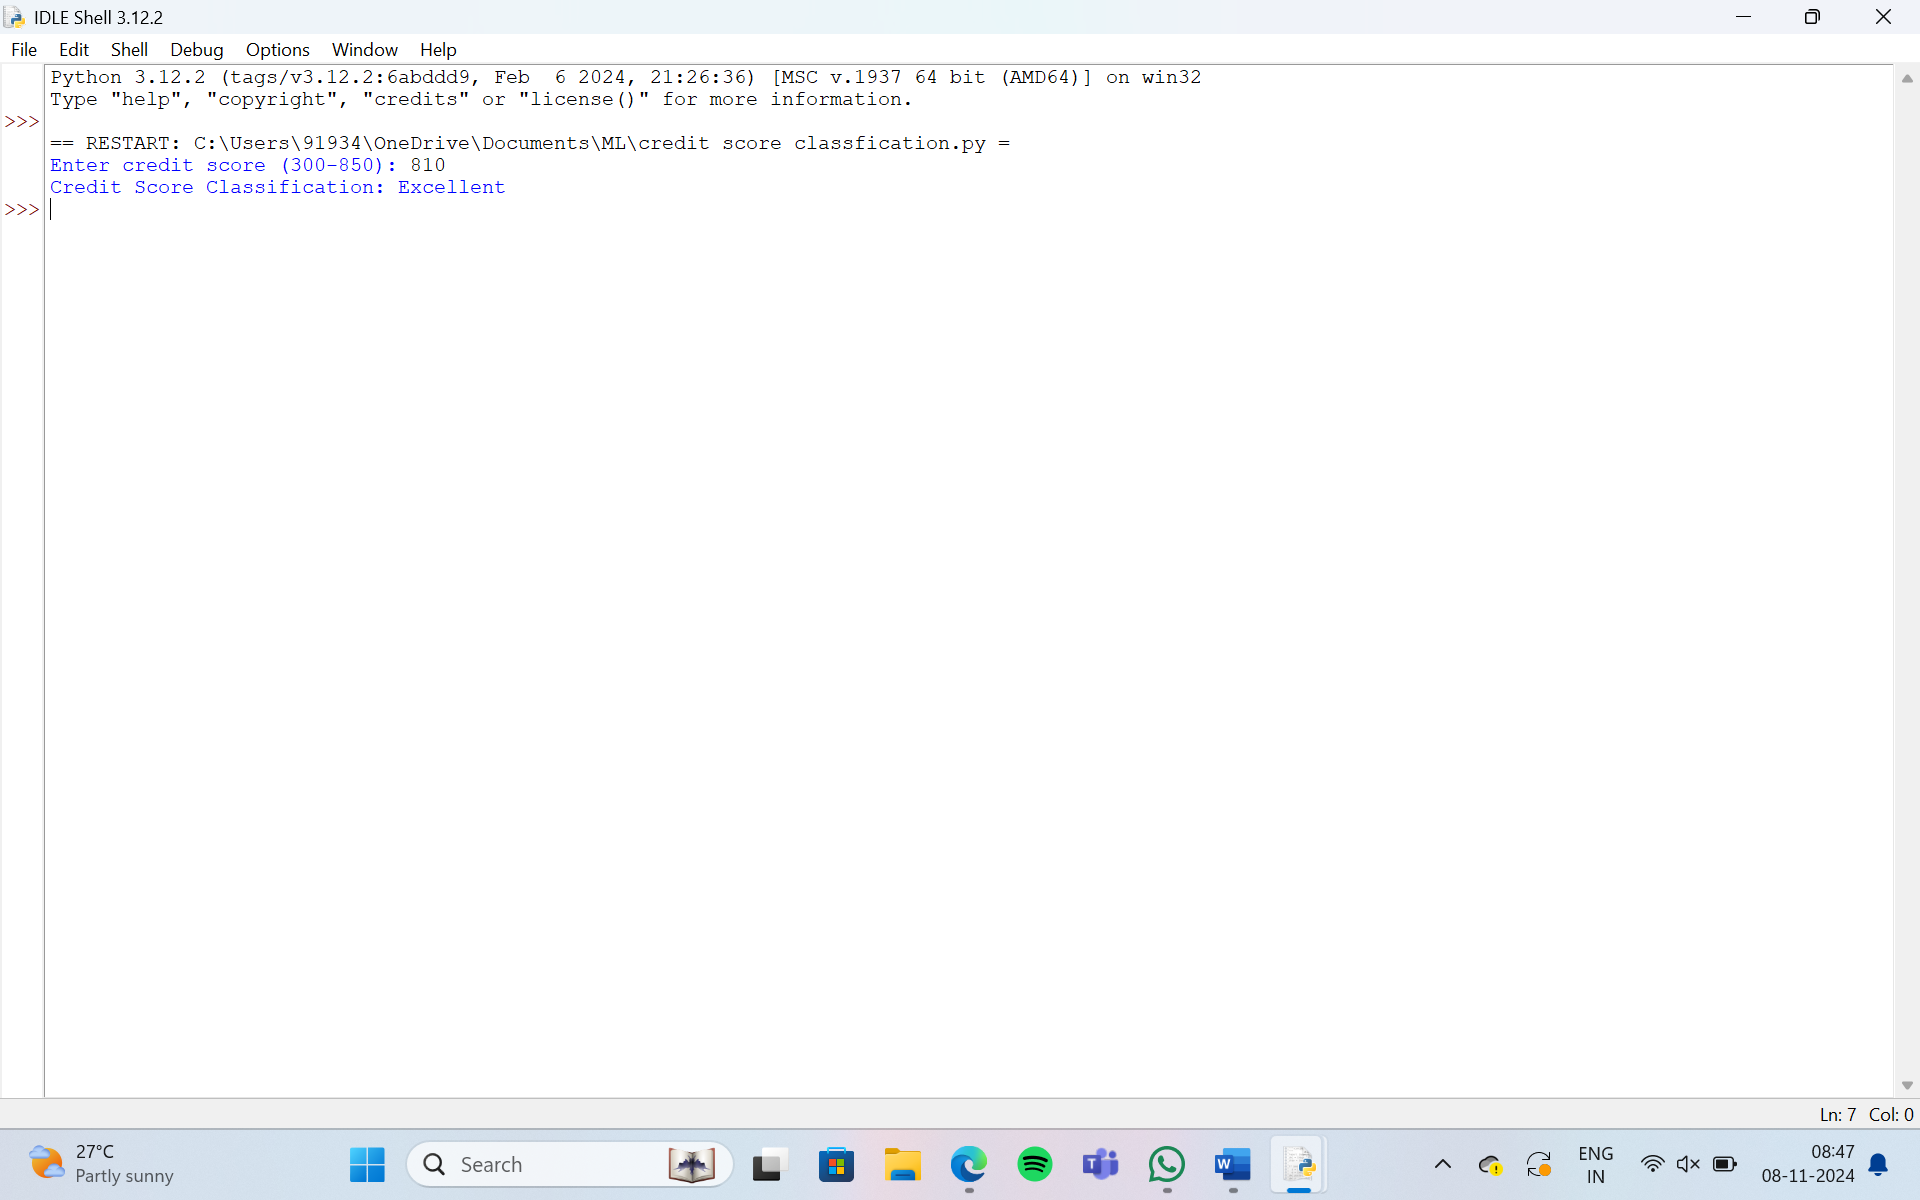 IDLE Shell 3.12.2
File Edit Shell Debug Options Window Help
Python 3.12.2 (tags/v3.12.2:6abddd9, Feb  6 2024, 21:26:36) [MSC v.1937 64 bit (AMD64)] on win32
Type "help", "copyright", "credits" or "license()" for more information.
>>>
== RESTART: C:\Users\91934\OneDrive\Documents\ML\credit score classfication.py =
Enter credit score (300-850): 810
Credit Score Classification: Excellent
>>>
Ln: 7 Col: 0
27°C
Partly sunny
Search
ENG
IN
08:47
08-11-2024